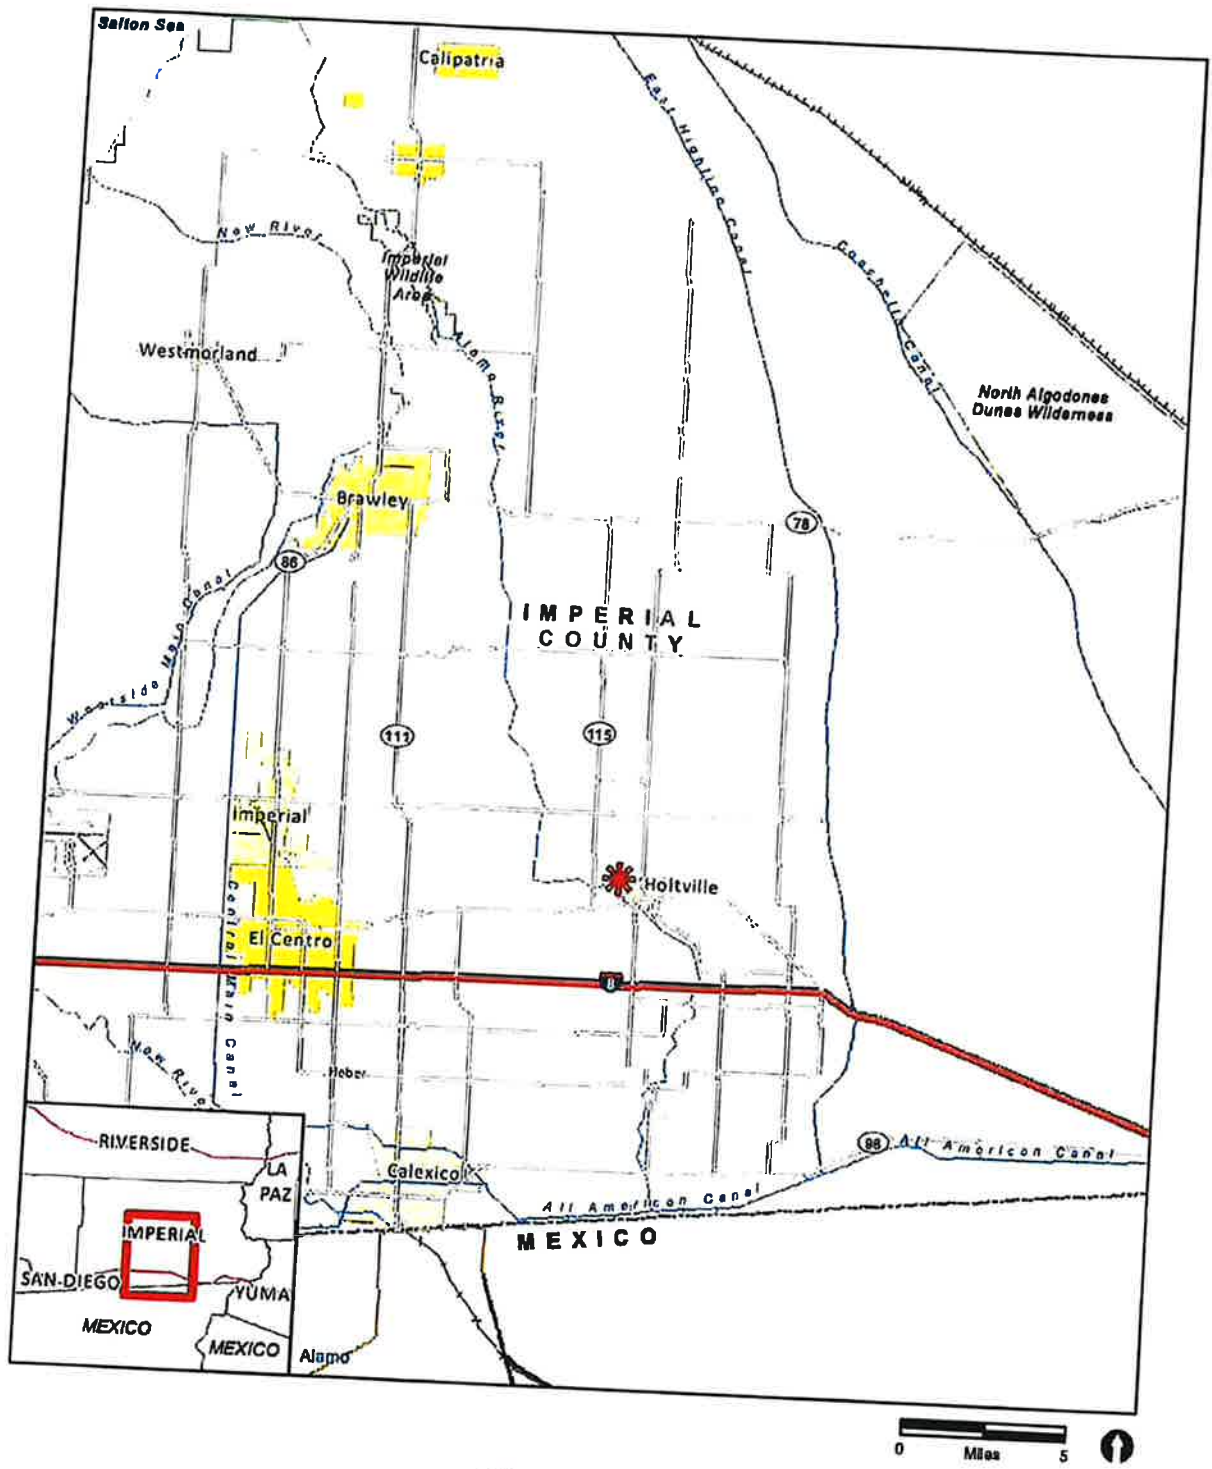 Salton Sea
Calipatria
East Highline Canal
New River
Imperial
Wildlife
Area
Coachella Canal
Westmorland
Alamo River
North Algodones
Dunes Wilderness
Brawley
78
86
Westside Main Canal
IMPERIAL
COUNTY
111
115
Imperial
Holtville
Central Main Canal
El Centro
8
New River
Heber
RIVERSIDE
LA
PAZ
IMPERIAL
SAN DIEGO
YUMA
MEXICO
MEXICO
Calexico
98
All American Canal
All American Canal
MEXICO
Alamo
0
Miles
5